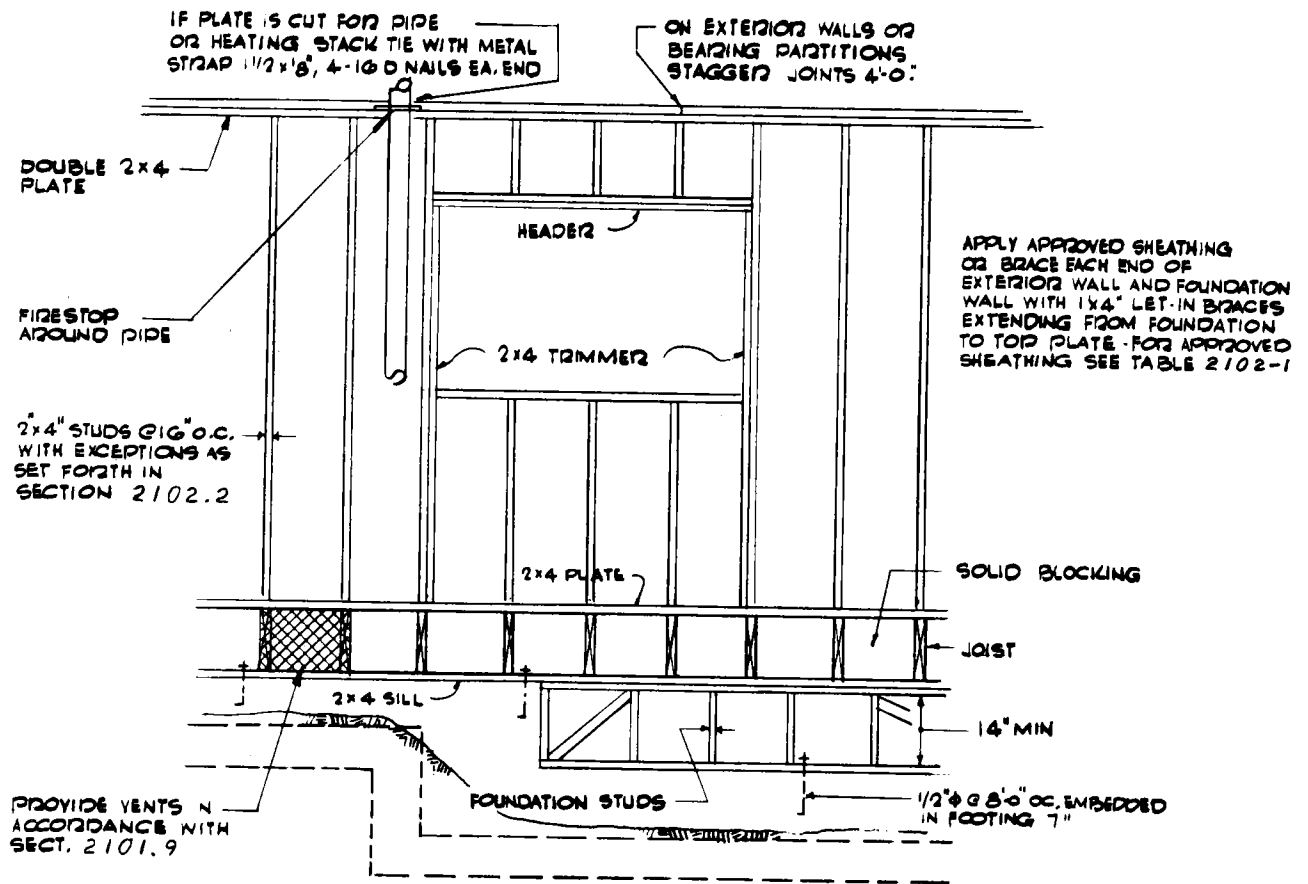 IF PLATE IS CUT FOR PIPE
OR HEATING STACK TIE WITH METAL
STRAP 1 1/2 x 1/8", 4-16 D NAILS EA. END
ON EXTERIOR WALLS OR
BEARING PARTITIONS
STAGGER JOINTS 4'-0".
DOUBLE 2x4
PLATE
HEADER
APPLY APPROVED SHEATHING
OR BRACE EACH END OF
EXTERIOR WALL AND FOUNDATION
WALL WITH 1x4" LET-IN BRACES
EXTENDING FROM FOUNDATION
TO TOP PLATE - FOR APPROVED
SHEATHING SEE TABLE 2102-1
FIRESTOP
AROUND PIPE
2x4 TRIMMER
2"x4" STUDS @ 16" O.C.
WITH EXCEPTIONS AS
SET FORTH IN
SECTION 2102.2
2x4 PLATE
SOLID BLOCKING
JOIST
2x4 SILL
14" MIN
PROVIDE VENTS IN
ACCORDANCE WITH
SECT. 2101.9
FOUNDATION STUDS
1/2" ϕ @ 8'-0" OC. EMBEDDED
IN FOOTING 7"